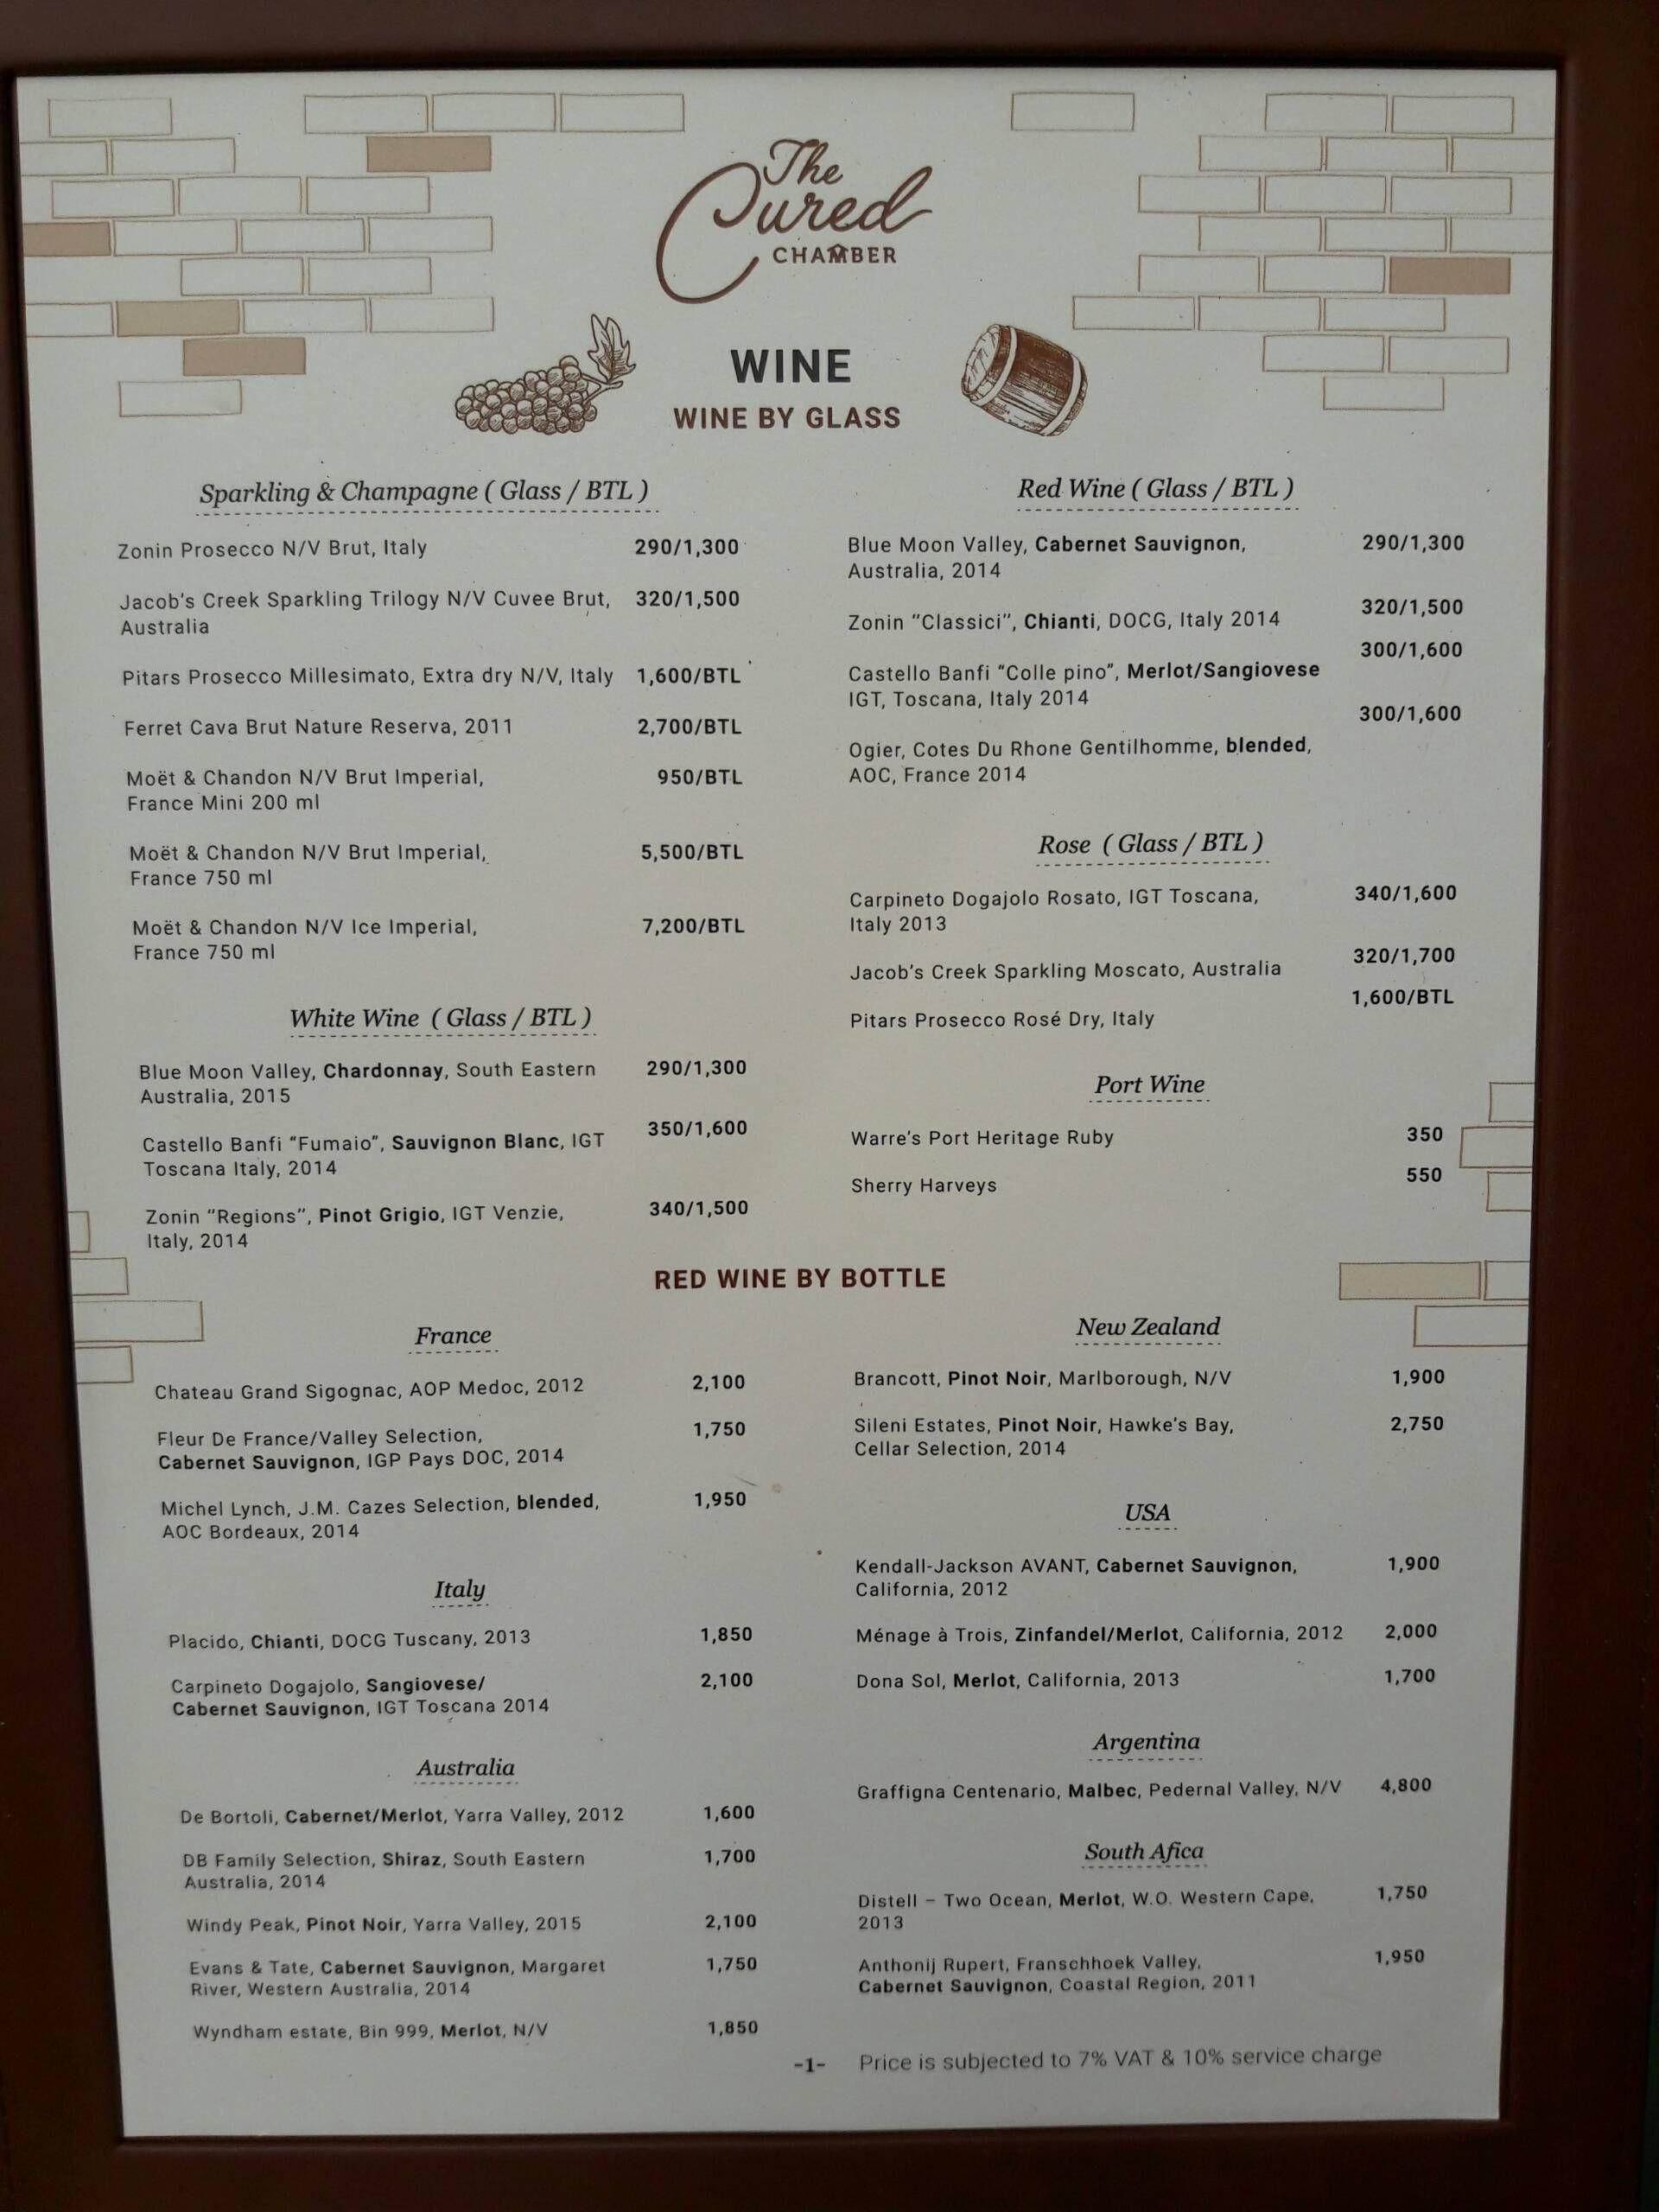 The
Cured
CHAMBER
WINE
WINE BY GLASS
Sparkling & Champagne ( Glass / BTL )
Zonin Prosecco N/V Brut, Italy 290/1,300
Jacob's Creek Sparkling Trilogy N/V Cuvee Brut, 320/1,500
Australia
Pitars Prosecco Millesimato, Extra dry N/V, Italy 1,600/BTL
Ferret Cava Brut Nature Reserva, 2011 2,700/BTL
Moët & Chandon N/V Brut Imperial, 950/BTL
France Mini 200 ml
Moët & Chandon N/V Brut Imperial, 5,500/BTL
France 750 ml
Moët & Chandon N/V Ice Imperial, 7,200/BTL
France 750 ml
White Wine ( Glass / BTL )
Blue Moon Valley, Chardonnay, South Eastern 290/1,300
Australia, 2015
Castello Banfi “Fumaio”, Sauvignon Blanc, IGT 350/1,600
Toscana Italy, 2014
Zonin “Regions”, Pinot Grigio, IGT Venzie, 340/1,500
Italy, 2014
Red Wine ( Glass / BTL )
Blue Moon Valley, Cabernet Sauvignon, 290/1,300
Australia, 2014
Zonin “Classici”, Chianti, DOCG, Italy 2014 320/1,500
Castello Banfi “Colle pino”, Merlot/Sangiovese 300/1,600
IGT, Toscana, Italy 2014
Ogier, Cotes Du Rhone Gentilhomme, blended, 300/1,600
AOC, France 2014
Rose ( Glass / BTL )
Carpineto Dogajolo Rosato, IGT Toscana, 340/1,600
Italy 2013
Jacob's Creek Sparkling Moscato, Australia 320/1,700
Pitars Prosecco Rosé Dry, Italy 1,600/BTL
Port Wine
Warre's Port Heritage Ruby 350
Sherry Harveys 550
RED WINE BY BOTTLE
France
Chateau Grand Sigognac, AOP Medoc, 2012 2,100
Fleur De France/Valley Selection, 1,750
Cabernet Sauvignon, IGP Pays DOC, 2014
Michel Lynch, J.M. Cazes Selection, blended, 1,950
AOC Bordeaux, 2014
Italy
Placido, Chianti, DOCG Tuscany, 2013 1,850
Carpineto Dogajolo, Sangiovese/ 2,100
Cabernet Sauvignon, IGT Toscana 2014
Australia
De Bortoli, Cabernet/Merlot, Yarra Valley, 2012 1,600
DB Family Selection, Shiraz, South Eastern 1,700
Australia, 2014
Windy Peak, Pinot Noir, Yarra Valley, 2015 2,100
Evans & Tate, Cabernet Sauvignon, Margaret 1,750
River, Western Australia, 2014
Wyndham estate, Bin 999, Merlot, N/V 1,850
New Zealand
Brancott, Pinot Noir, Marlborough, N/V 1,900
Sileni Estates, Pinot Noir, Hawke's Bay, 2,750
Cellar Selection, 2014
USA
Kendall-Jackson AVANT, Cabernet Sauvignon, 1,900
California, 2012
Ménage à Trois, Zinfandel/Merlot, California, 2012 2,000
Dona Sol, Merlot, California, 2013 1,700
Argentina
Graffigna Centenario, Malbec, Pedernal Valley, N/V 4,800
South Afica
Distell – Two Ocean, Merlot, W.O. Western Cape, 1,750
2013
Anthonij Rupert, Franschhoek Valley, 1,950
Cabernet Sauvignon, Coastal Region, 2011
-1- Price is subjected to 7% VAT & 10% service charge